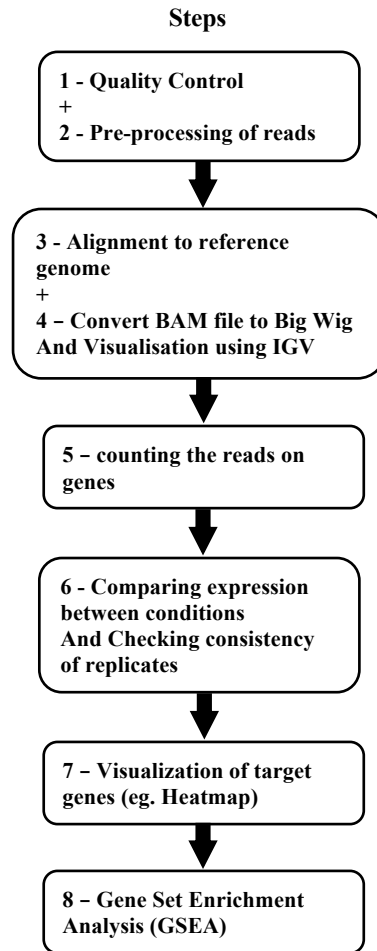 Steps
1 - Quality Control
+
2 - Pre-processing of reads
3 - Alignment to reference
genome
+
4 – Convert BAM file to Big Wig
And Visualisation using IGV
5 – counting the reads on
genes
6 - Comparing expression
between conditions
And Checking consistency
of replicates
7 – Visualization of target
genes (eg. Heatmap)
8 – Gene Set Enrichment
Analysis (GSEA)